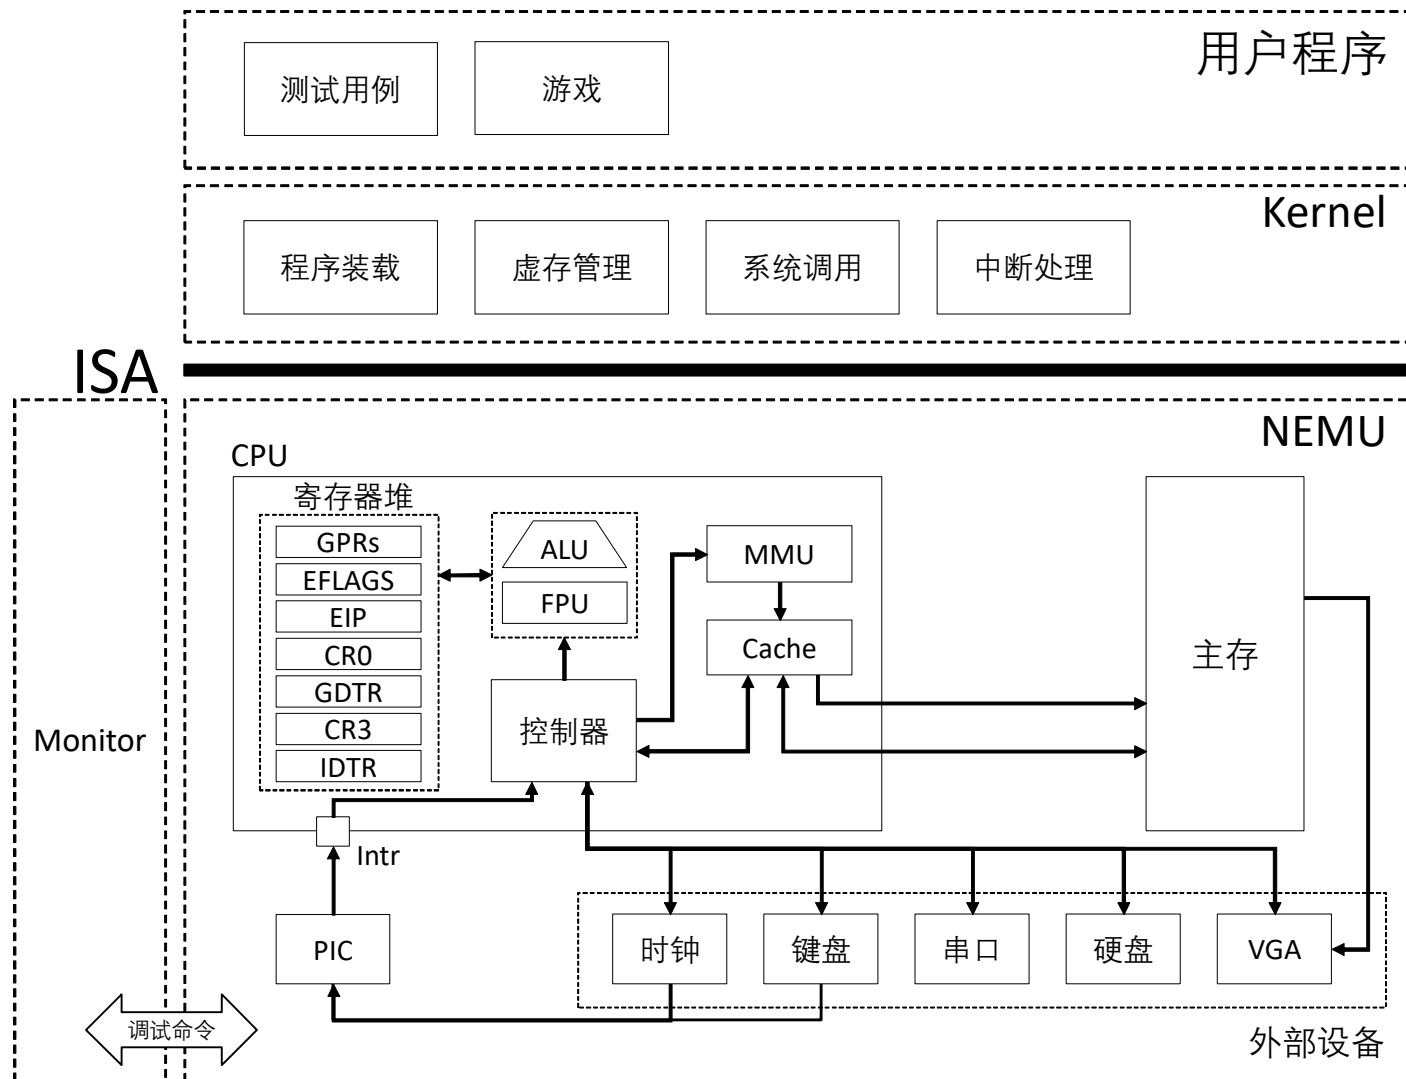 用户程序
测试用例
游戏
Kernel
程序装载
虚存管理
系统调用
中断处理
ISA
NEMU
CPU
寄存器堆
GPRs
EFLAGS
EIP
CR0
GDTR
CR3
IDTR
ALU
FPU
MMU
Cache
控制器
主存
Monitor
Intr
PIC
时钟
键盘
串口
硬盘
VGA
调试命令
外部设备